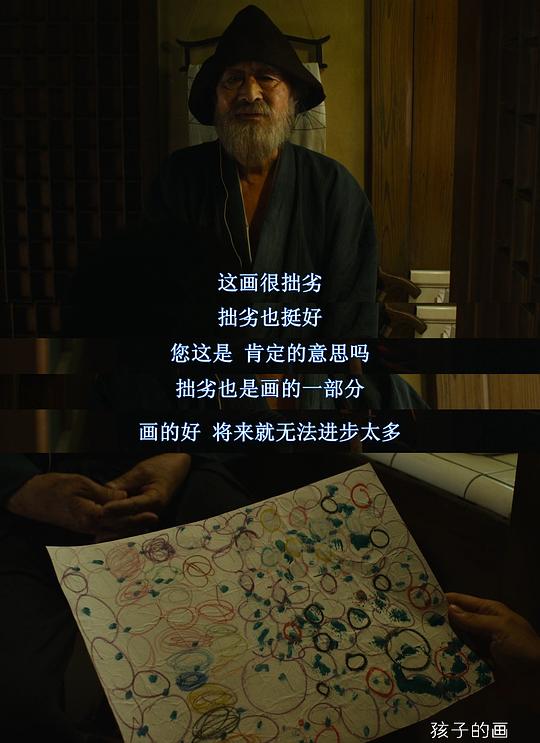 这画很拙劣
拙劣也挺好
您这是 肯定的意思吗
拙劣也是画的一部分
画的好 将来就无法进步太多
孩子的画